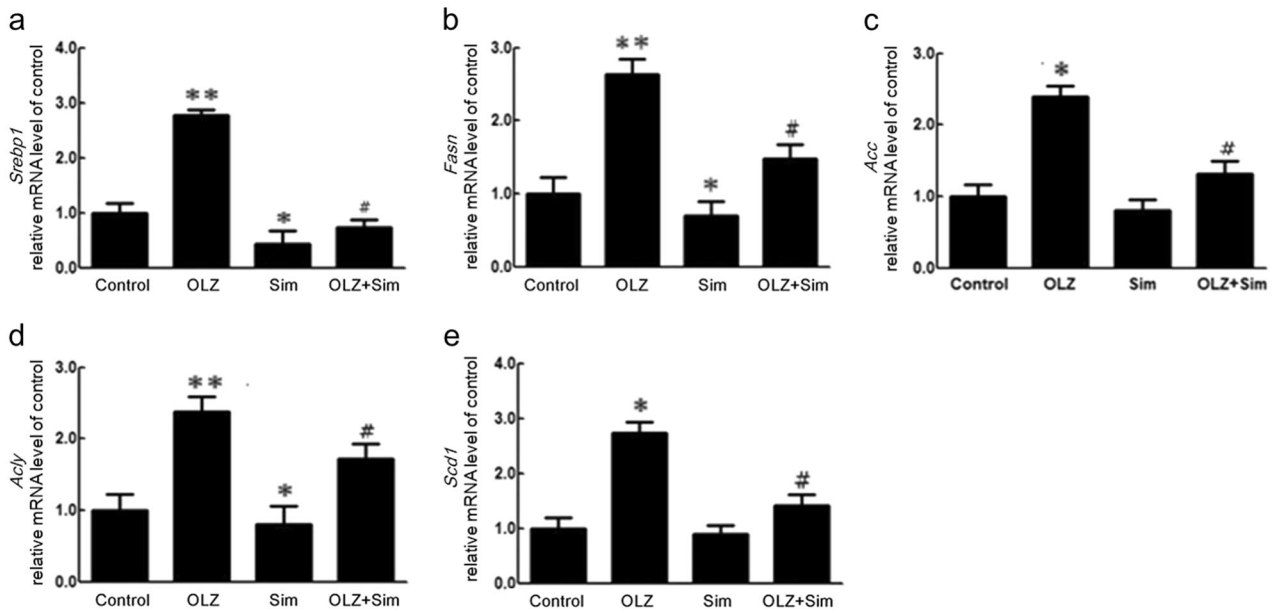 a
Srebp1
relative mRNA level of control
4.0
3.0
2.0
1.0
0.0
**
*
#
Control OLZ Sim OLZ+Sim
b
Fasn
relative mRNA level of control
3.0
2.0
1.0
0.0
**
*
#
Control OLZ Sim OLZ+Sim
c
Acc
relative mRNA level of control
3.0
2.0
1.0
0.0
*
#
Control OLZ Sim OLZ+Sim
d
Acly
relative mRNA level of control
3.0
2.0
1.0
0.0
**
*
#
Control OLZ Sim OLZ+Sim
e
Scd1
relative mRNA level of control
4.0
3.0
2.0
1.0
0.0
*
#
Control OLZ Sim OLZ+Sim